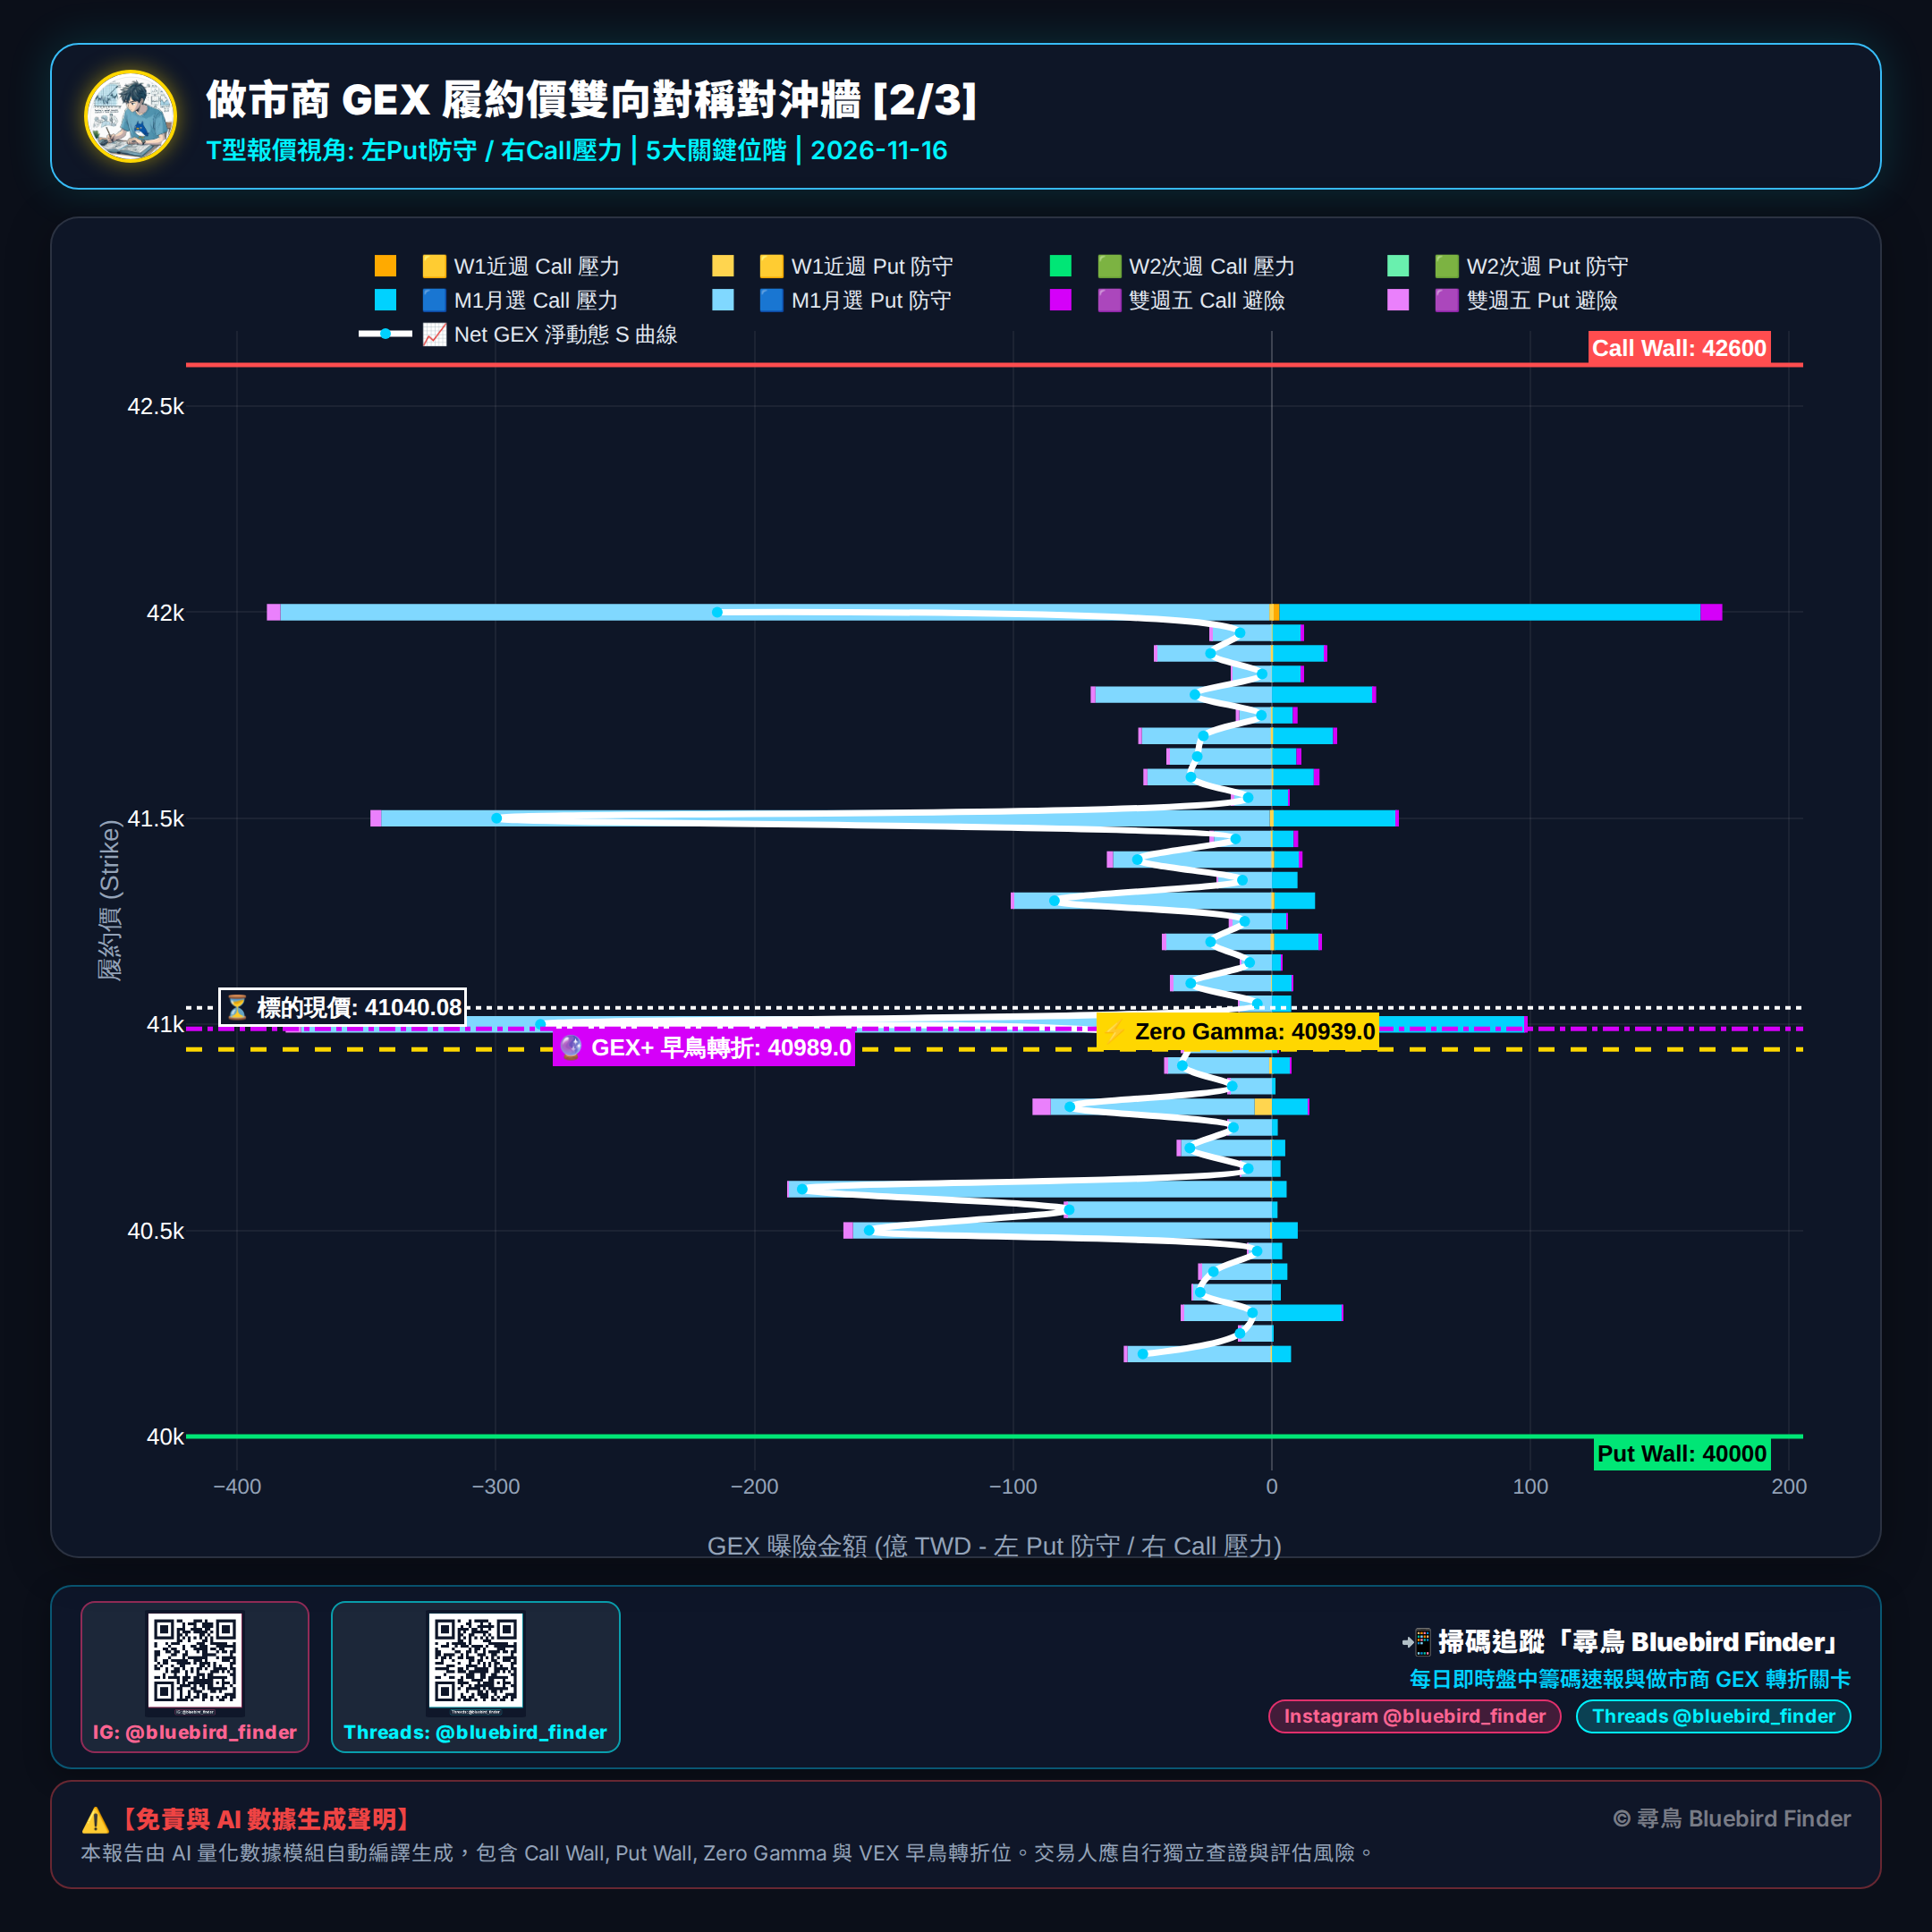 做市商 GEX 履約價雙向對稱對沖牆 [2/3]
T型報價視角: 左Put防守 / 右Call壓力 | 5大關鍵位階 | 2026-11-16
W1近週 Call 壓力
W1近週 Put 防守
W2次週 Call 壓力
W2次週 Put 防守
M1月選 Call 壓力
M1月選 Put 防守
雙週五 Call 避險
雙週五 Put 避險
Net GEX 淨動態 S 曲線
Call Wall: 42600
42.5k
42k
41.5k
履約價 (Strike)
標的現價: 41040.08
41k
Zero Gamma: 40939.0
GEX+ 早鳥轉折: 40989.0
40.5k
40k
Put Wall: 40000
−400
−300
−200
−100
0
100
200
GEX 曝險金額 (億 TWD - 左 Put 防守 / 右 Call 壓力)
IG: @bluebird_finder
Threads: @bluebird_finder
IG: @bluebird_finder
Threads: @bluebird_finder
掃碼追蹤「尋鳥 Bluebird Finder」
每日即時盤中籌碼速報與做市商 GEX 轉折關卡
Instagram @bluebird_finder
Threads @bluebird_finder
【免責與 AI 數據生成聲明】
© 尋鳥 Bluebird Finder
本報告由 AI 量化數據模組自動編譯生成，包含 Call Wall, Put Wall, Zero Gamma 與 VEX 早鳥轉折位。交易人應自行獨立查證與評估風險。